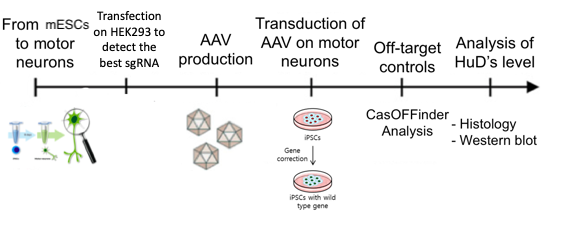 From mESCs
to motor
neurons
Transfection
on HEK293 to
detect the
best sgRNA
AAV
production
Transduction of
AAV on motor
neurons
Off-target
controls
Analysis of
HuD's level
iPSCs
Gene
correction
iPSCs with wild
type gene
CasOFFinder
Analysis
- Histology
- Western blot